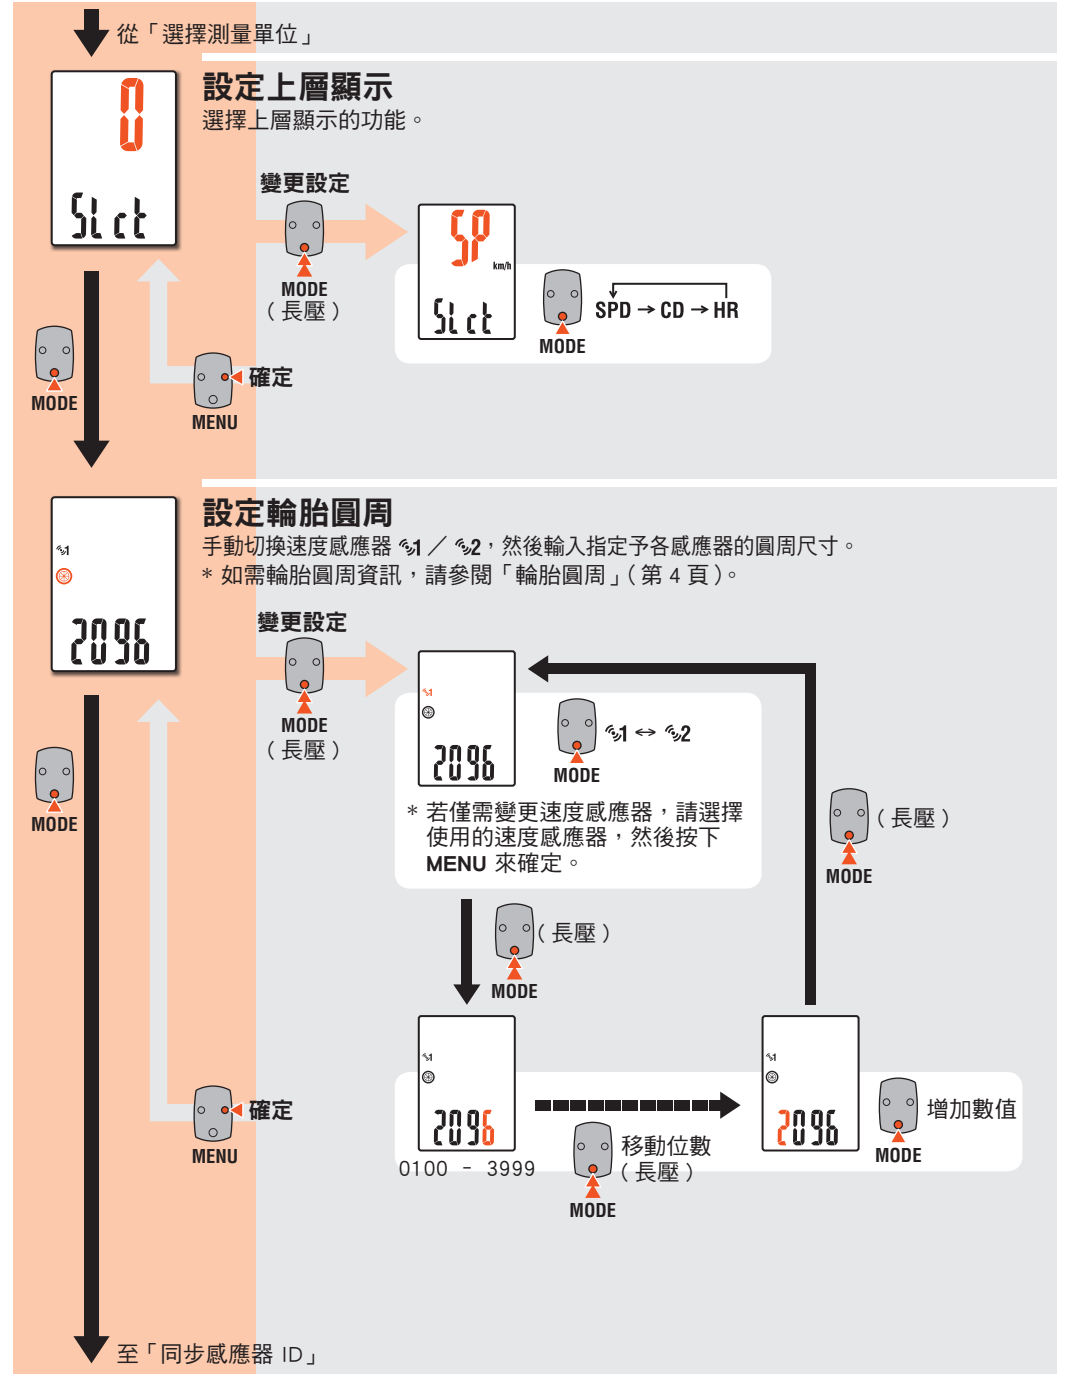 從「選擇測量單位」
0
Slct
設定上層顯示
選擇上層顯示的功能。
變更設定
MODE
（長壓）
SP
km/h
Slct
MODE
SPD → CD → HR
MODE
確定
MENU
設定輪胎圓周
手動切換速度感應器 1 ／ 2，然後輸入指定予各感應器的圓周尺寸。
* 如需輪胎圓周資訊，請參閱「輪胎圓周」（第 4 頁）。
1
2096
變更設定
MODE
（長壓）
1
2096
MODE
1 ↔ 2
* 若僅需變更速度感應器，請選擇
使用的速度感應器，然後按下
MENU 來確定。
MODE
（長壓）
MODE
（長壓）
MODE
1
2096
0100 - 3999
移動位數
（長壓）
MODE
1
2096
增加數值
MODE
確定
MENU
至「同步感應器 ID」